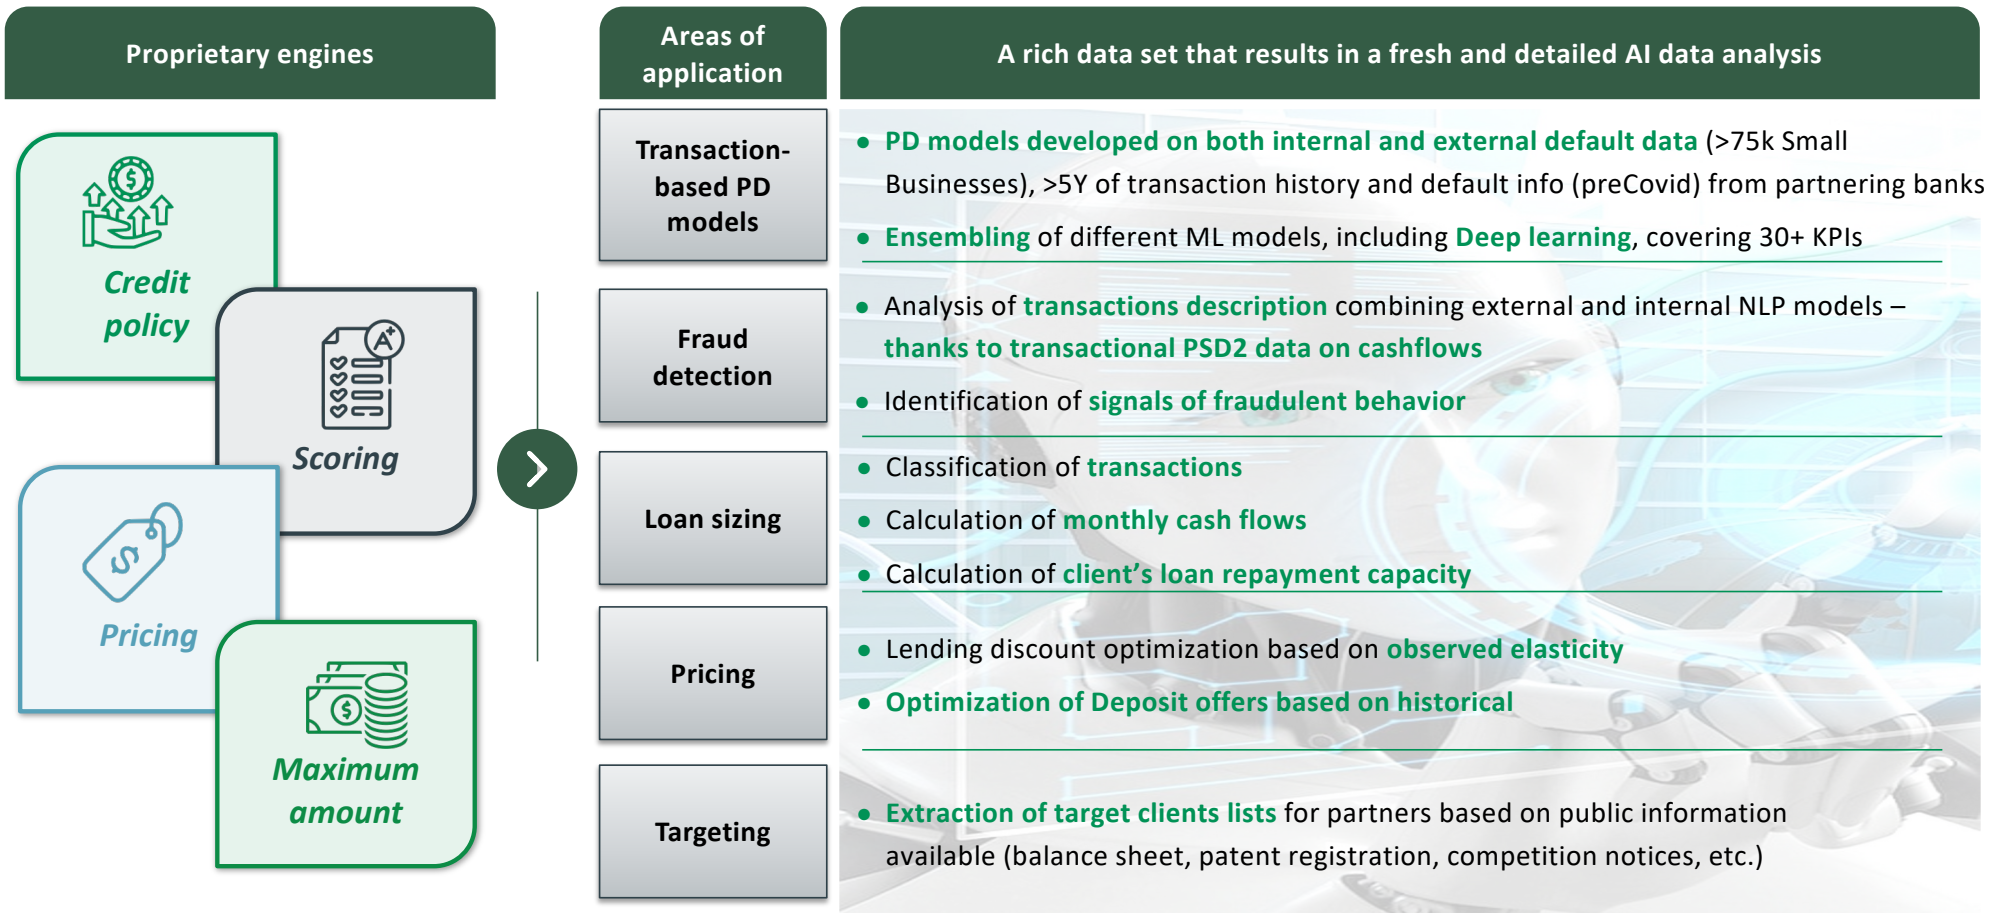 Proprietary engines
Areas of
application
A rich data set that results in a fresh and detailed AI data analysis
Credit
policy
A+
Scoring
$
Pricing
$
Maximum
amount
Transaction-
based PD
models
● PD models developed on both internal and external default data (>75k Small
Businesses), >5Y of transaction history and default info (preCovid) from partnering banks
● Ensembling of different ML models, including Deep learning, covering 30+ KPIs
Fraud
detection
● Analysis of transactions description combining external and internal NLP models –
thanks to transactional PSD2 data on cashflows
● Identification of signals of fraudulent behavior
Loan sizing
● Classification of transactions
● Calculation of monthly cash flows
● Calculation of client’s loan repayment capacity
Pricing
● Lending discount optimization based on observed elasticity
● Optimization of Deposit offers based on historical
Targeting
● Extraction of target clients lists for partners based on public information
available (balance sheet, patent registration, competition notices, etc.)